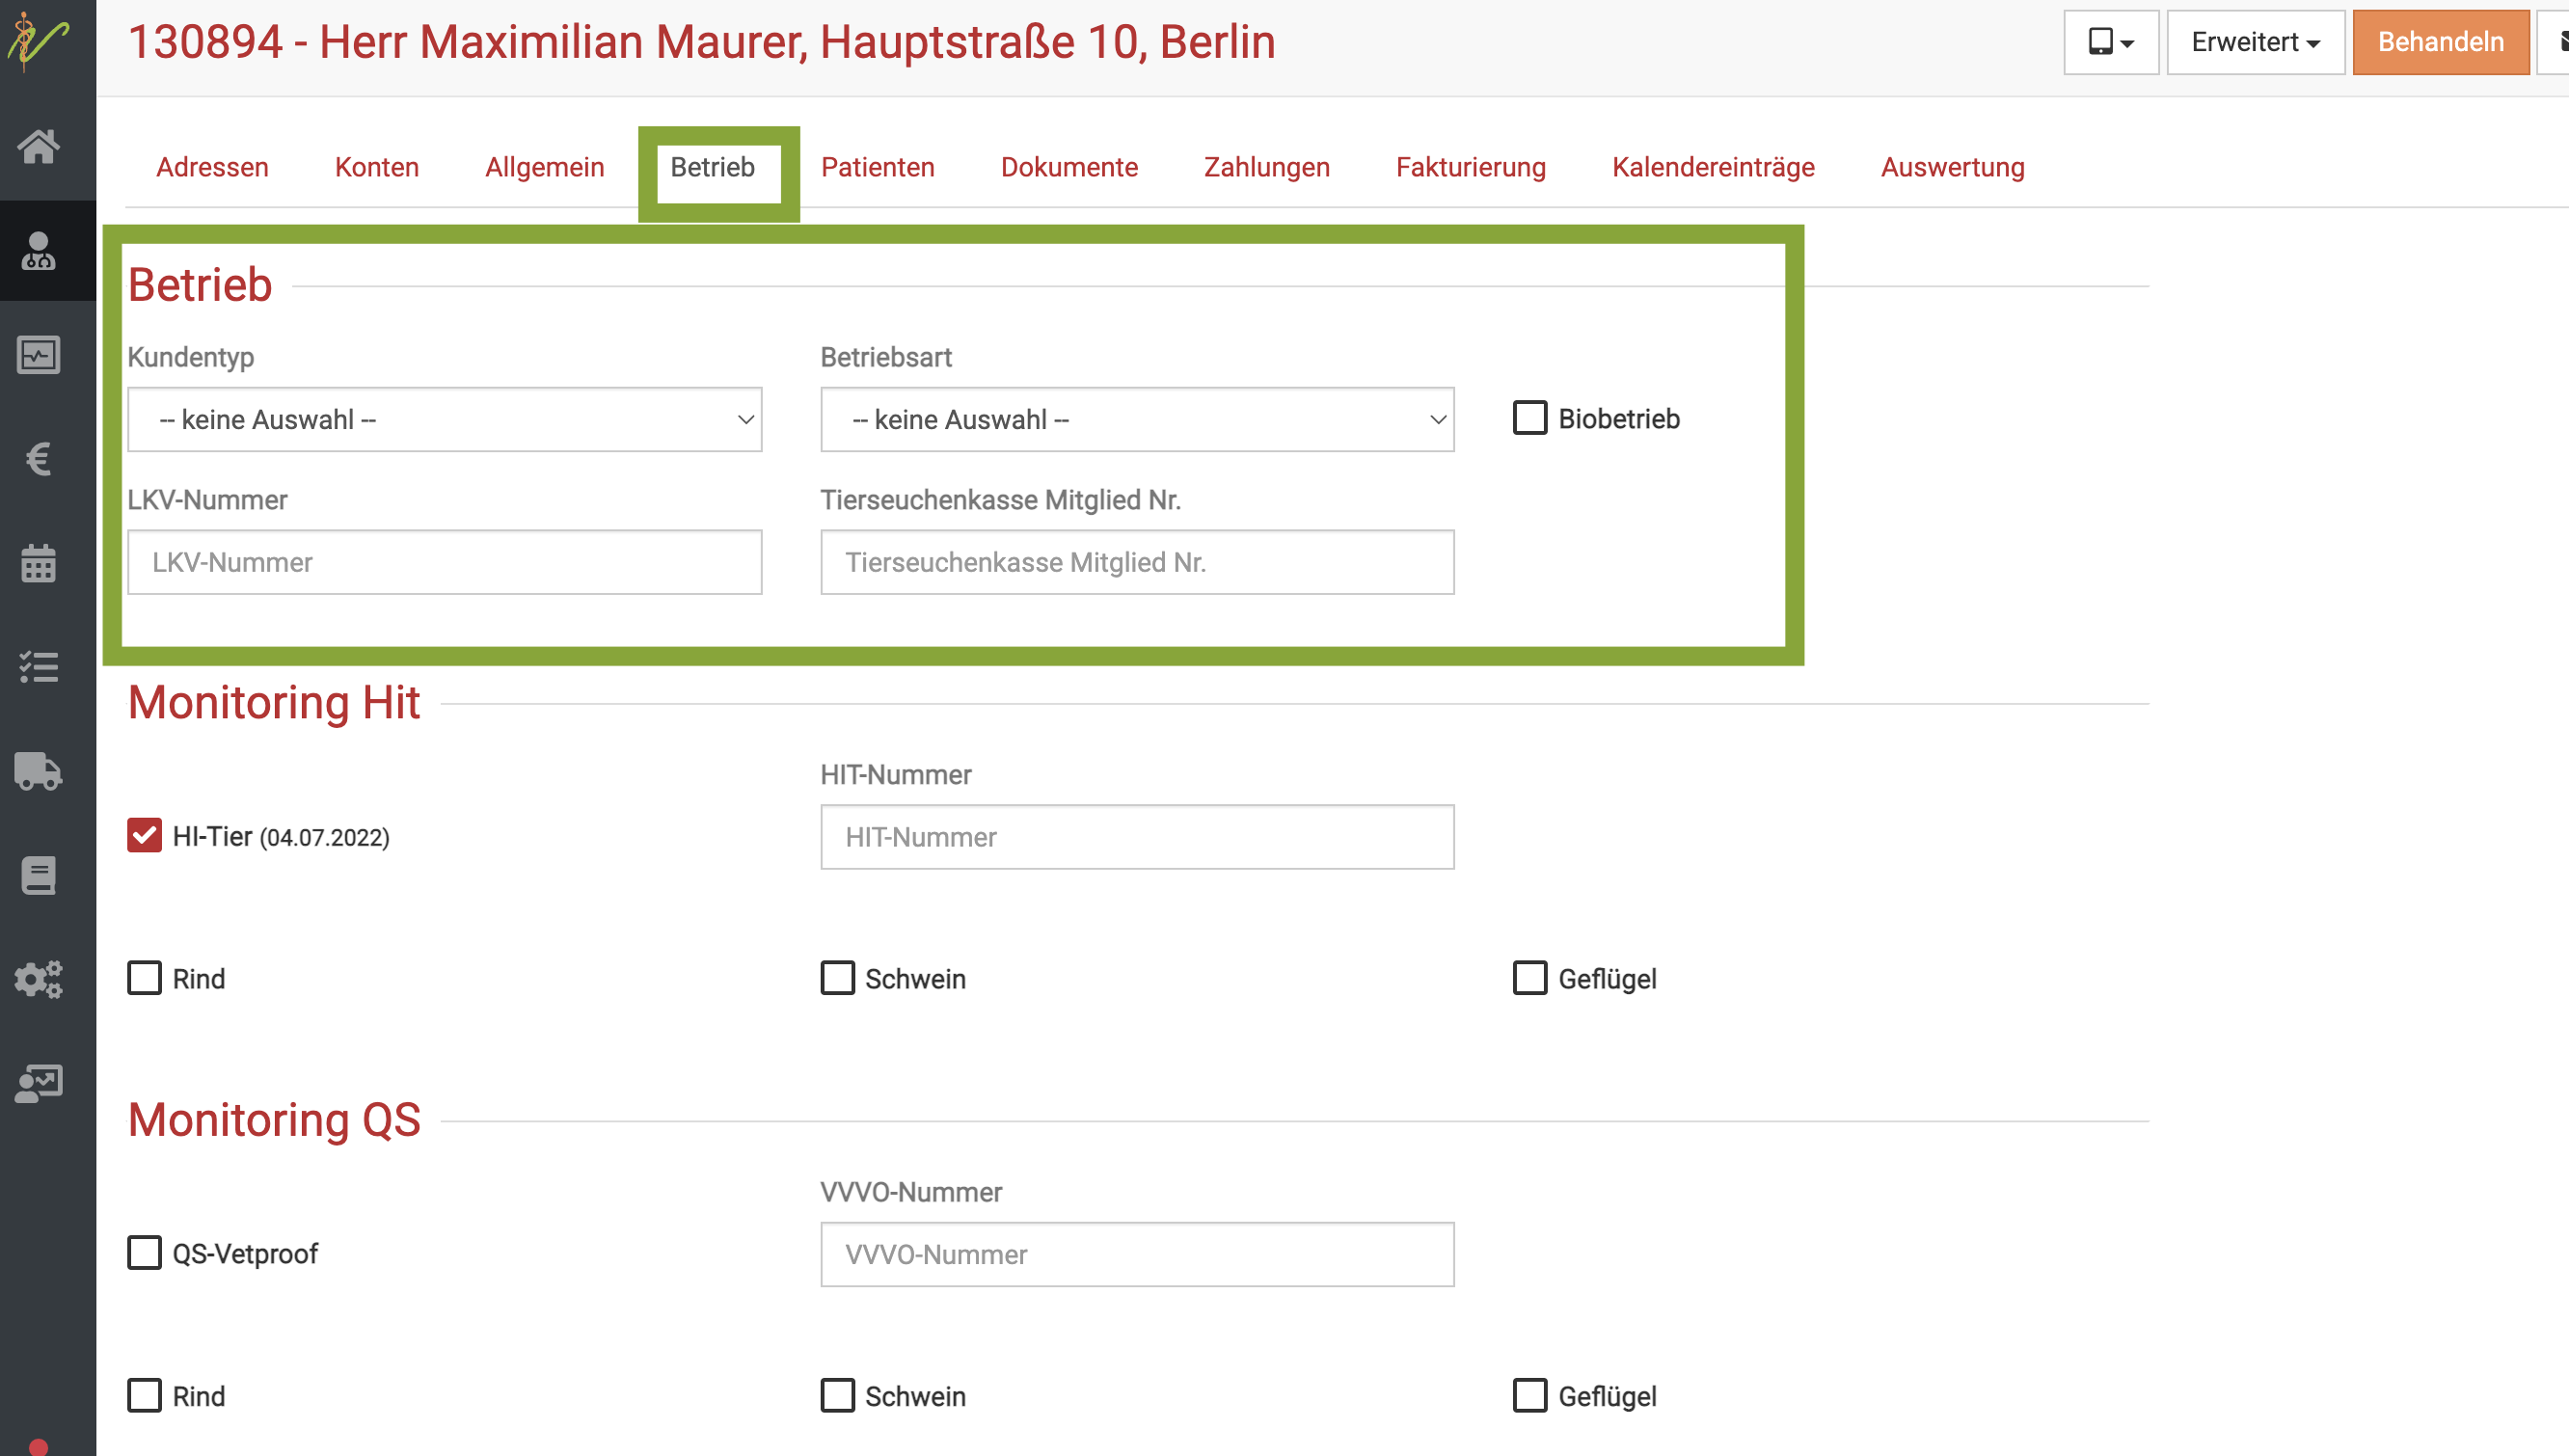 130894 - Herr Maximilian Maurer, Hauptstraße 10, Berlin
Erweitert
Behandeln
Adressen Konten Allgemein Betrieb Patienten Dokumente Zahlungen Fakturierung Kalendereinträge Auswertung
Betrieb
Kundentyp Betriebsart
-- keine Auswahl -- -- keine Auswahl -- Biobetrieb
LKV-Nummer Tierseuchenkasse Mitglied Nr.
LKV-Nummer Tierseuchenkasse Mitglied Nr.
Monitoring Hit
HIT-Nummer
HI-Tier (04.07.2022) HIT-Nummer
Rind Schwein Geflügel
Monitoring QS
VVVO-Nummer
QS-Vetproof VVVO-Nummer
Rind Schwein Geflügel